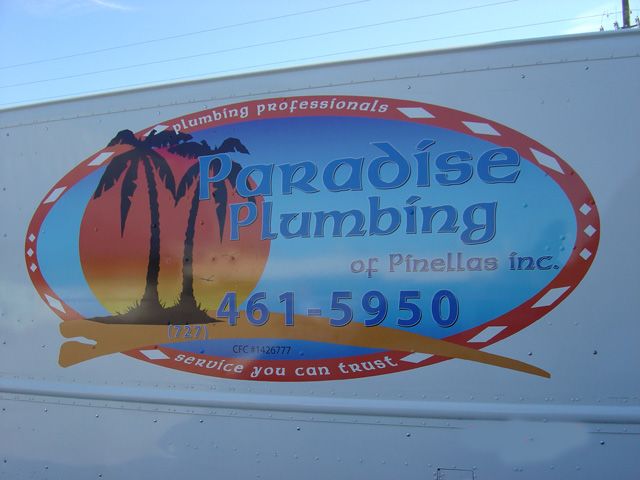 plumbing professionals
Paradise
Plumbing
of Pinellas inc.
(727) 461-5950
CFC #1426777
service you can trust